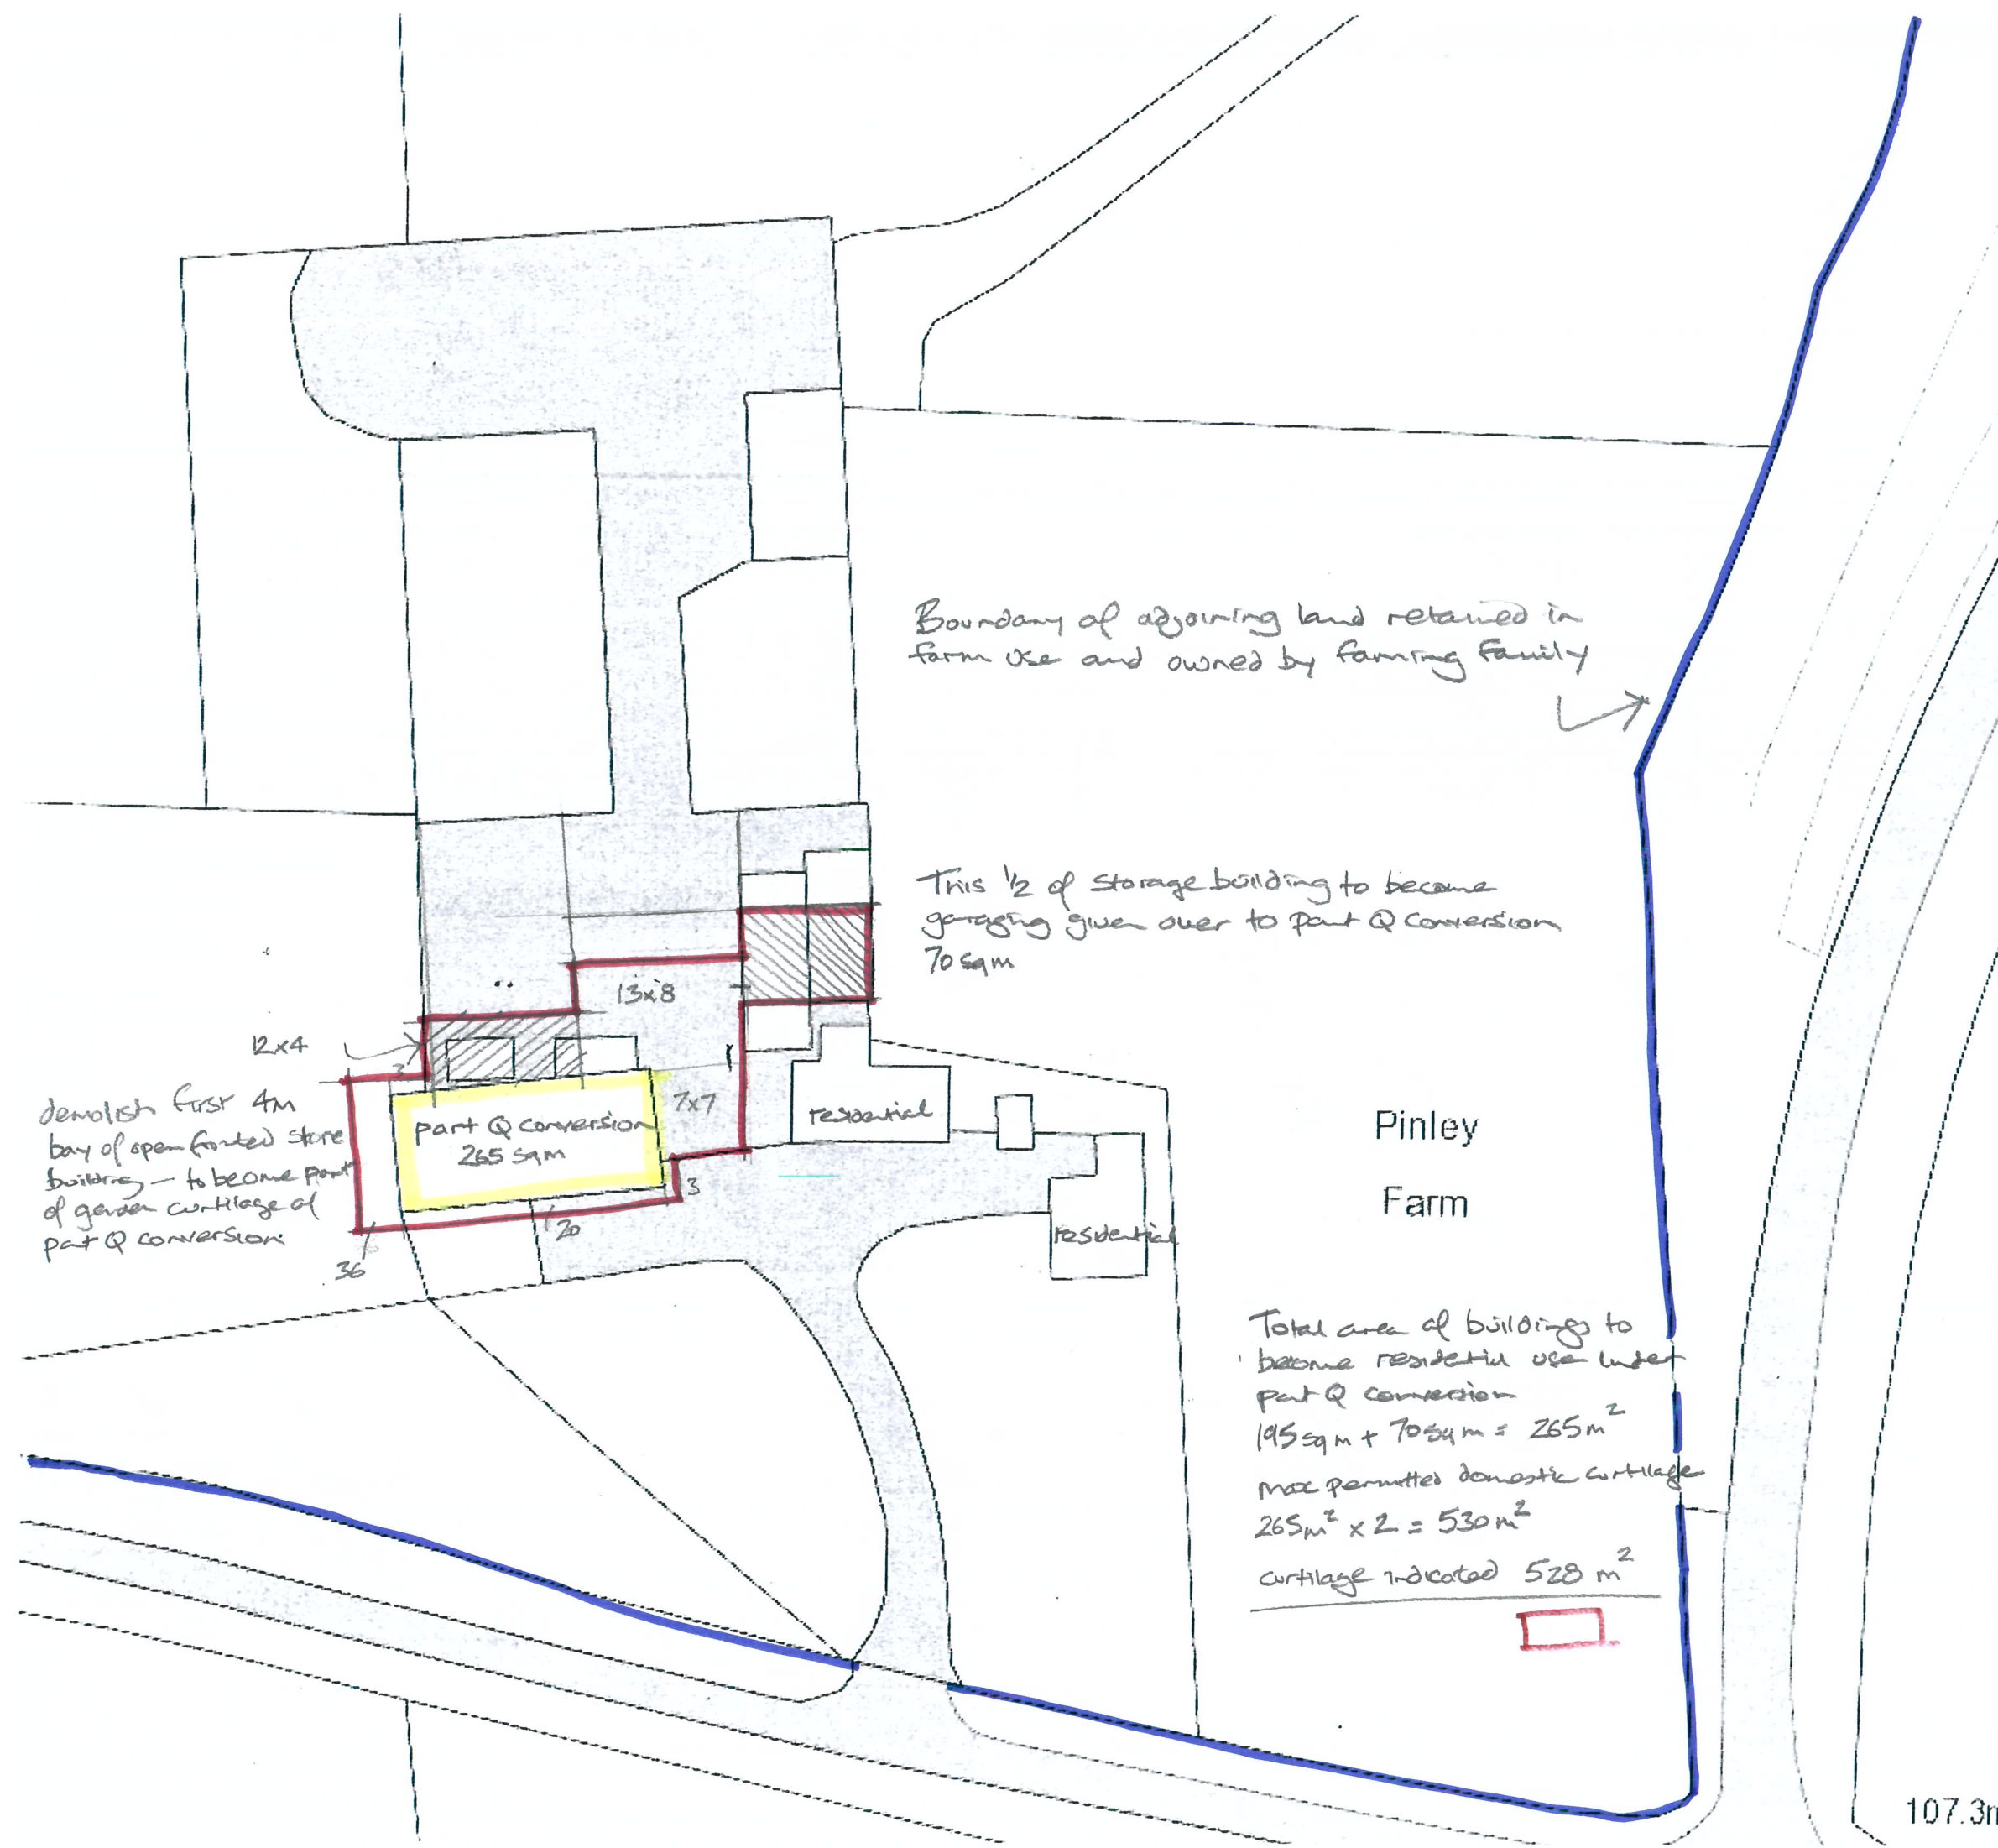 Boundary of adjoining land retained in
farm use and owned by farming family
This 1/2 of storage building to become
garaging given over to part Q conversion
70 sqm
13x8
12x4
3
demolish first 4m
bay of open fronted store
building – to become part
of garden curtilage of
part Q conversion
part Q conversion
265 sqm
7x7
3
20
36
residential
residential
Pinley
Farm
Total area of buildings to
become residential use under
part Q conversion
195 sqm + 70 sqm = 265 m²
max permitted domestic curtilage
265m² x 2 = 530 m²
curtilage indicated 528 m²
107.3m